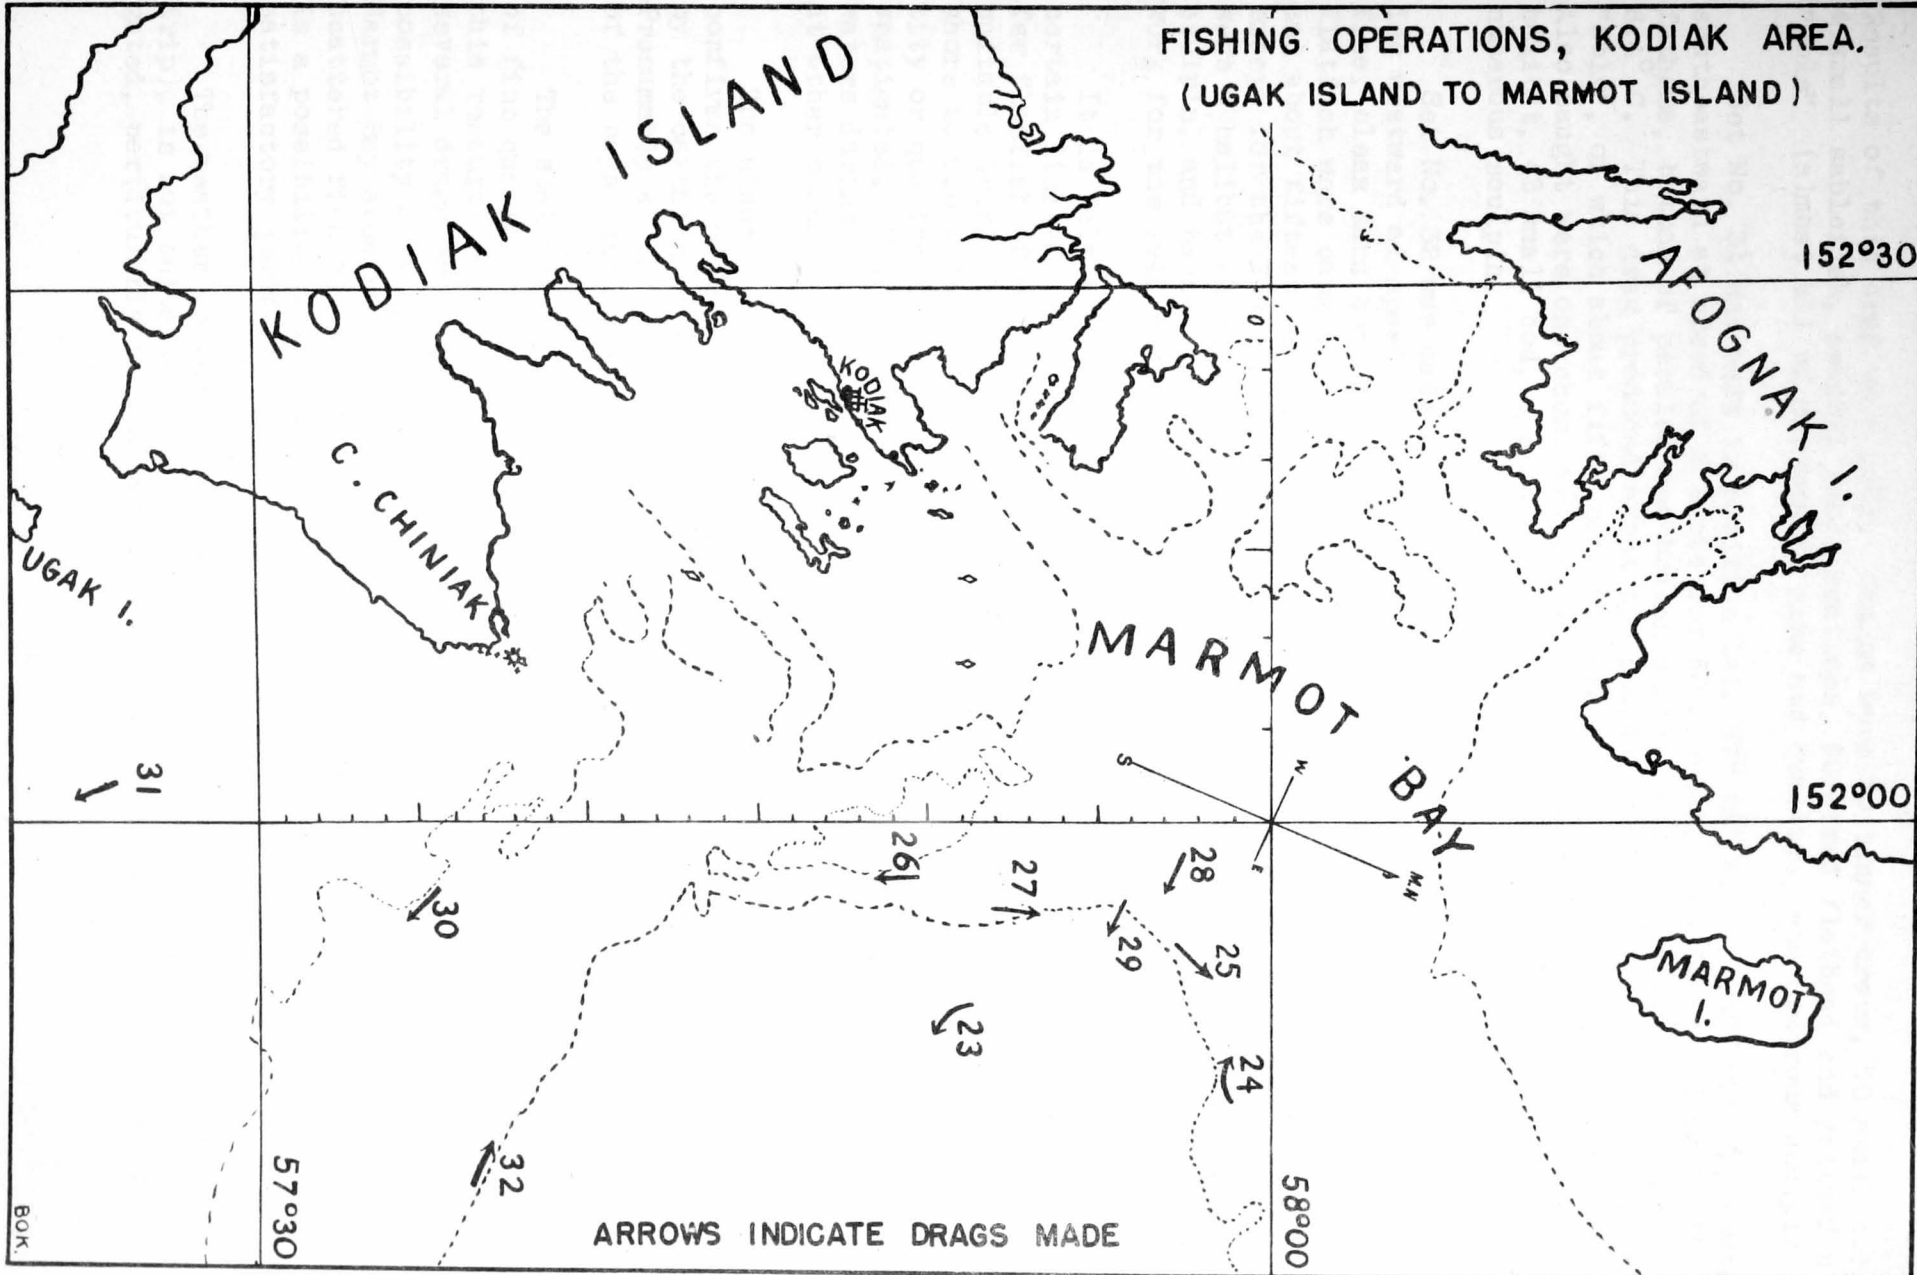 FISHING OPERATIONS, KODIAK AREA.
(UGAK ISLAND TO MARMOT ISLAND)
KODIAK ISLAND
AFOGNAK I.
152°30
KODIAK
C. CHINIAK
UGAK I.
MARMOT BAY
152°00
S
W
E
M.N
MARMOT
I.
31
30
26
27
28
29
25
23
24
32
57°30
58°00
ARROWS INDICATE DRAGS MADE
BOK.